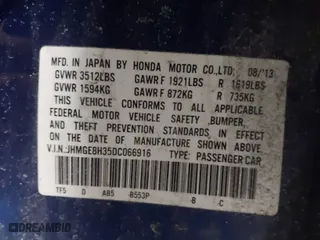 MFD. IN JAPAN BY HONDA MOTOR CO.,LTD. 08/'13
GVWR 3512LBS GAWR F 1921LBS R 1619LBS
GVWR 1594KG GAWR F 872KG R 735KG
THIS VEHICLE CONFORMS TO ALL APPLICABLE
FEDERAL MOTOR VEHICLE SAFETY ,BUMPER,
AND THEFT PREVENTION STANDARDS IN EFFECT
ON THE DATE OF MANUFACTURE SHOWN ABOVE.
V.I.N.:JHMGE8H35DC066916 TYPE: PASSENGER CAR
TF5 D AB5 -B553P -B -C